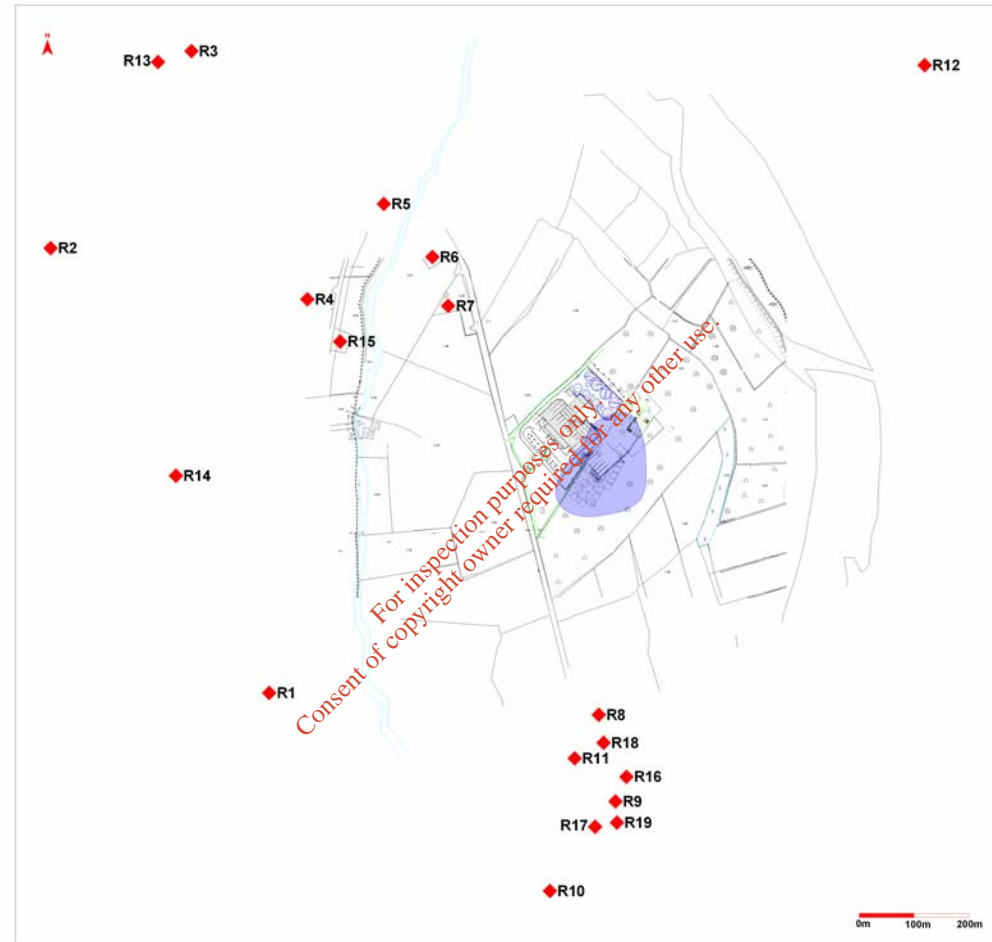 N
R3
R13
R12
R5
R2
R6
R4
R7
R15
R14
For inspection purposes only.
Consent of copyright owner required for any other use.
R1
R8
R18
R11
R16
R9
R17
R19
R10
0m 100m 200m